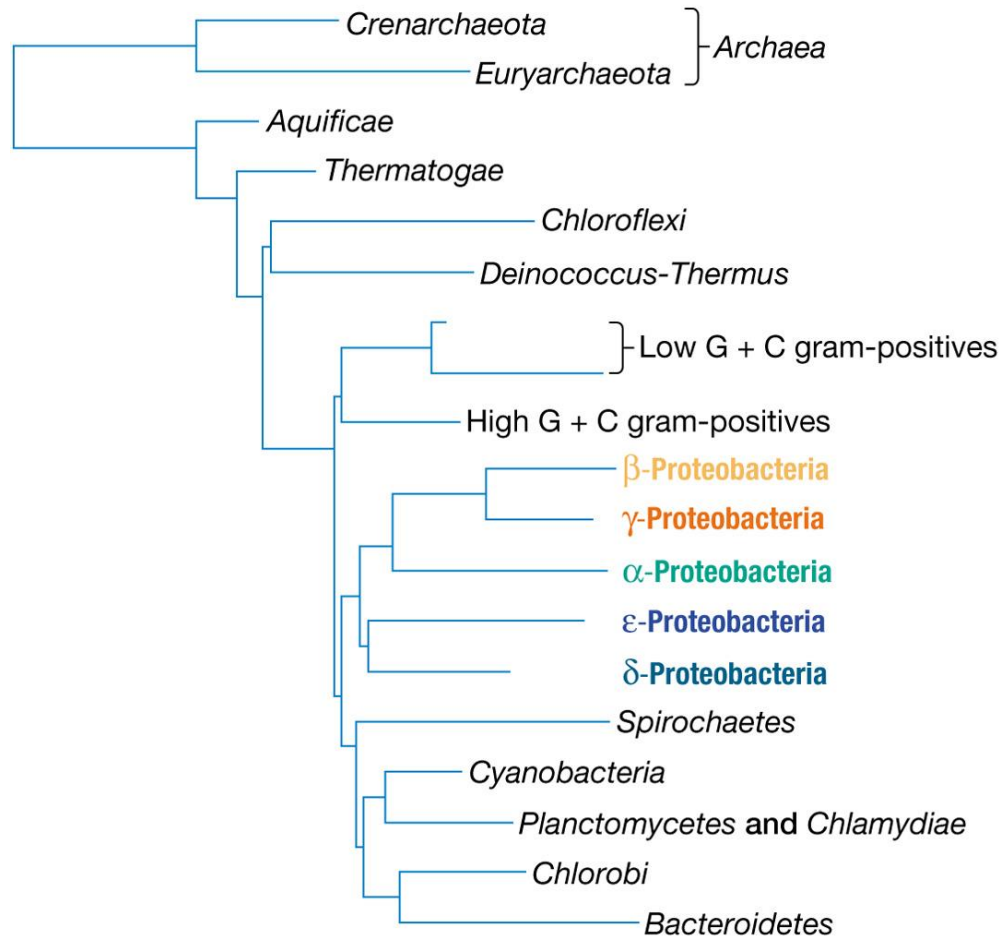 Crenarchaeota
Archaea
Euryarchaeota
Aquificae
Thermatogae
Chloroflexi
Deinococcus-Thermus
Low G + C gram-positives
High G + C gram-positives
β-Proteobacteria
γ-Proteobacteria
α-Proteobacteria
ε-Proteobacteria
δ-Proteobacteria
Spirochaetes
Cyanobacteria
Planctomycetes and Chlamydiae
Chlorobi
Bacteroidetes